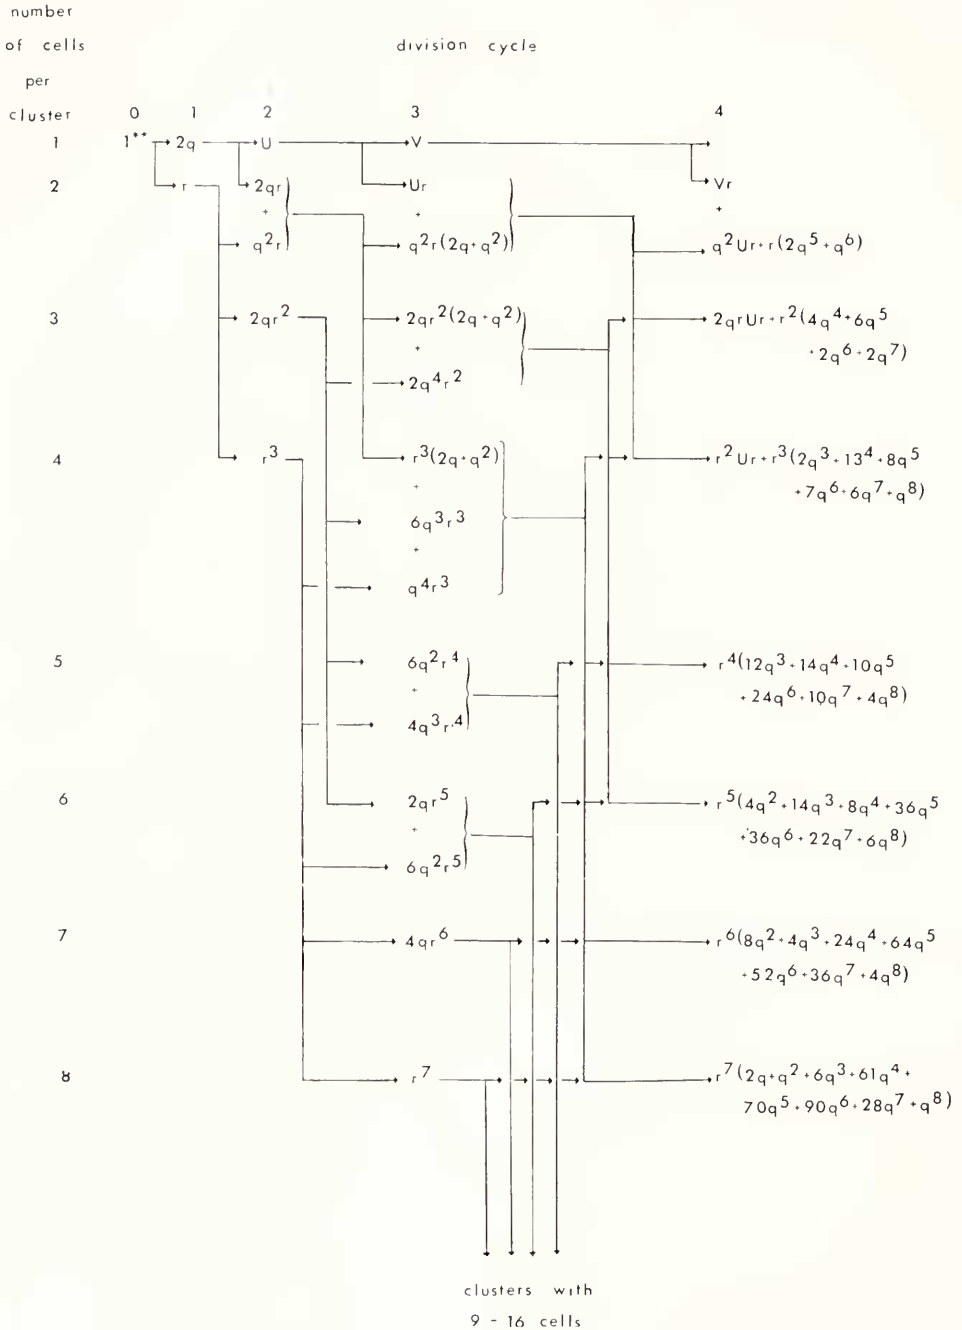 number
of cells
per
cluster
division cycle
0 1 2 3 4
1 1** 2q U V
2 r 2qr Ur Vr
+ + +
q²r q²r(2q+q²) q²Ur+r(2q⁵+q⁶)
3 2qr² 2qr²(2q+q²) 2qrUr+r²(4q⁴+6q⁵
+ +2q⁶+2q⁷)
2q⁴r²
4 r³ r³(2q+q²) r²Ur+r³(2q³+13⁴+8q⁵
+ +7q⁶+6q⁷+q⁸)
6q³r³
+
q⁴r³
5 6q²r⁴ r⁴(12q³+14q⁴+10q⁵
+ +24q⁶+10q⁷+4q⁸)
4q³r⁴
6 2qr⁵ r⁵(4q²+14q³+8q⁴+36q⁵
+ +36q⁶+22q⁷+6q⁸)
6q²r⁵
7 4qr⁶ r⁶(8q²+4q³+24q⁴+64q⁵
+52q⁶+36q⁷+4q⁸)
8 r⁷ r⁷(2q+q²+6q³+61q⁴+
70q⁵+90q⁶+28q⁷+q⁸)
clusters with
9 - 16 cells